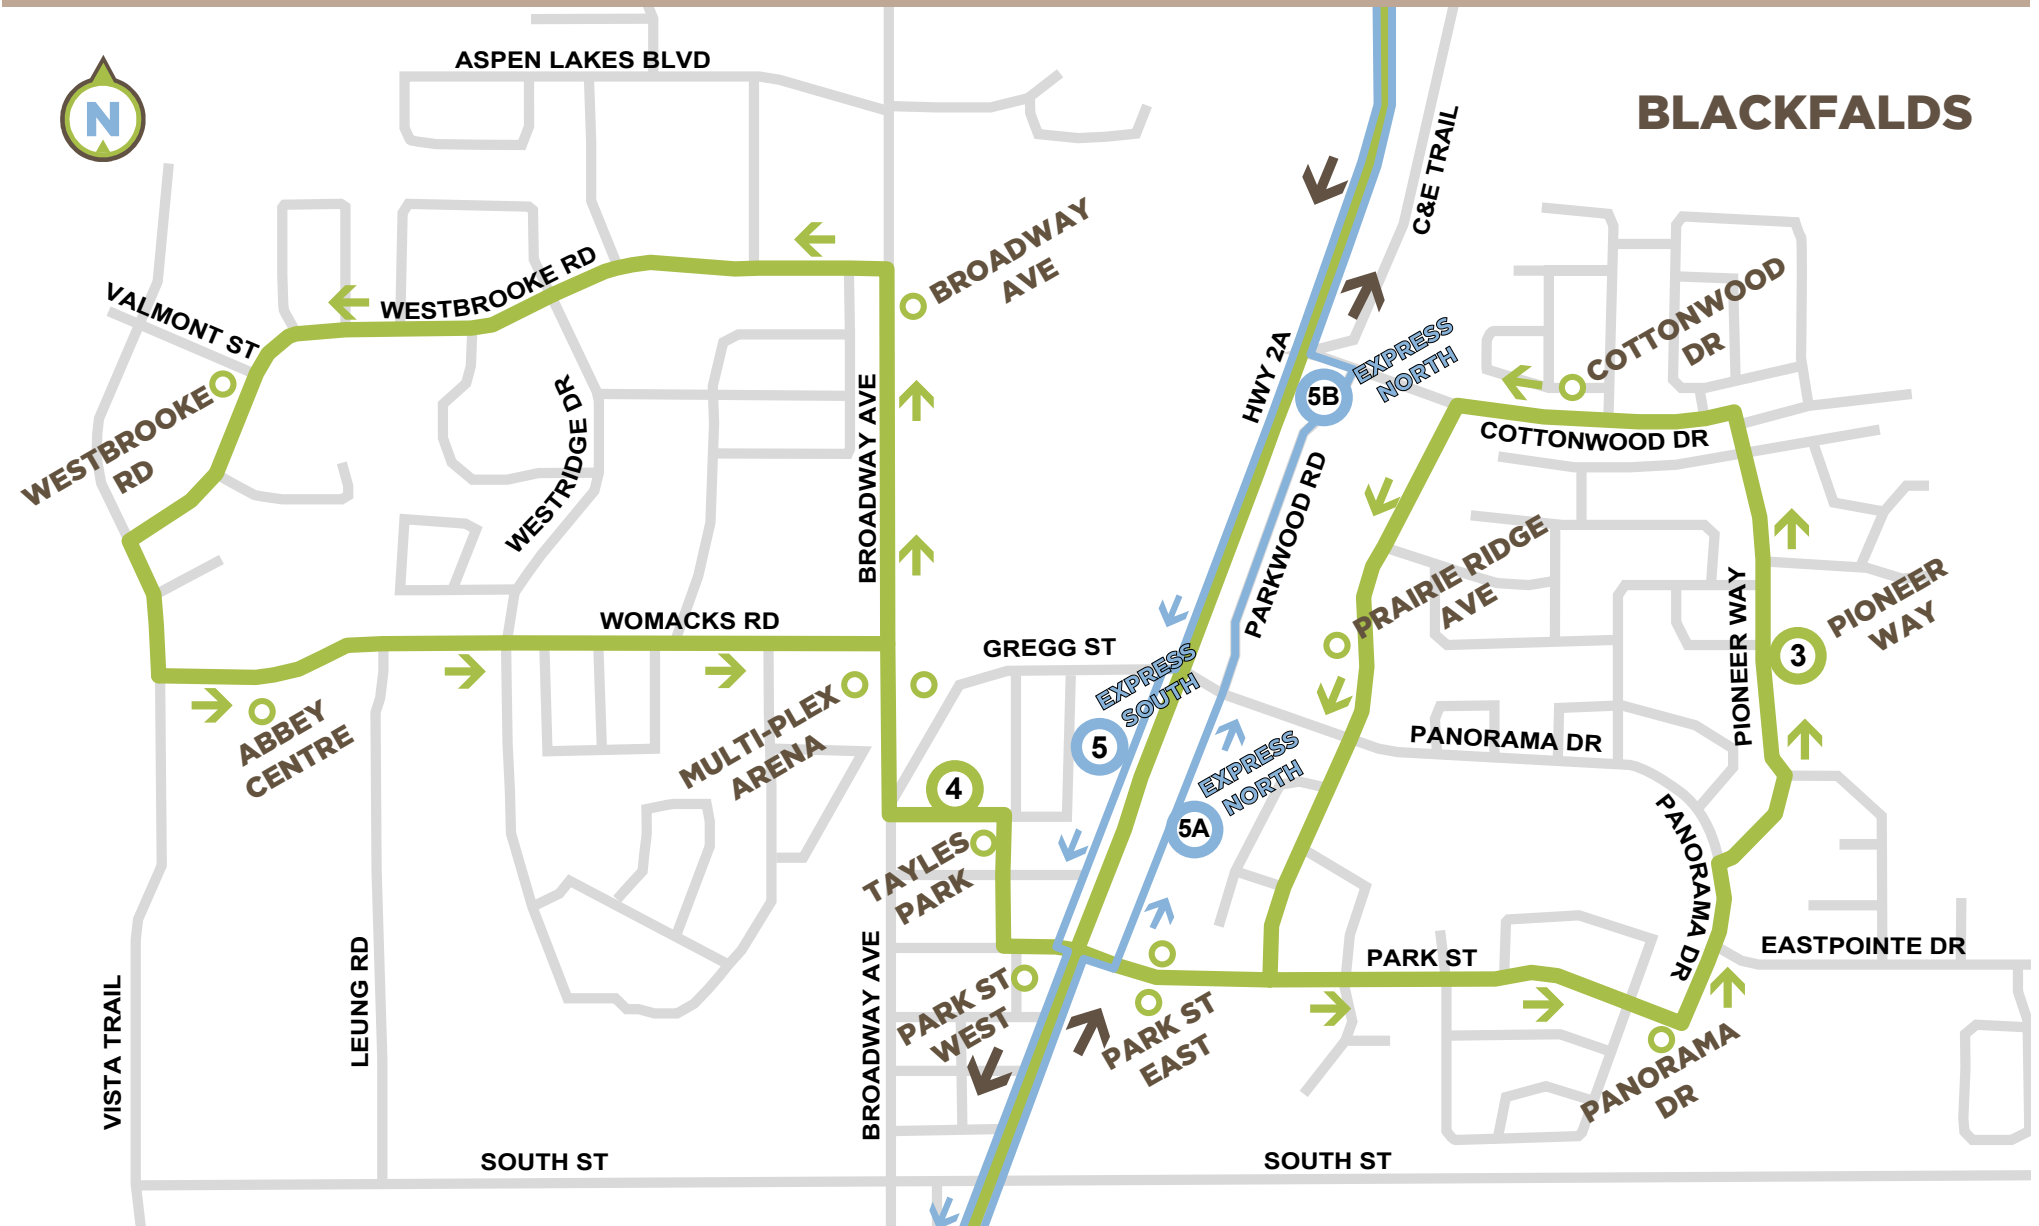 ASPEN LAKES BLVD
N
BLACKFALDS
C&E TRAIL
BROADWAY
AVE
WESTBROOKE RD
VALMONT ST
COTTONWOOD
DR
HWY 2A
EXPRESS
NORTH
5B
WESTBROOKE
RD
WESTRIDGE DR
BROADWAY AVE
COTTONWOOD DR
PARKWOOD RD
PRAIRIE RIDGE
AVE
PIONEER WAY
PIONEER
WAY
3
WOMACKS RD
GREGG ST
EXPRESS
SOUTH
5
ABBEY
CENTRE
MULTI-PLEX
ARENA
PANORAMA DR
EXPRESS
NORTH
5A
4
TAYLES
PARK
PANORAMA DR
EASTPOINTE DR
PARK ST
VISTA TRAIL
LEUNG RD
BROADWAY AVE
PARK ST
WEST
PARK ST
EAST
PANORAMA
DR
SOUTH ST
SOUTH ST